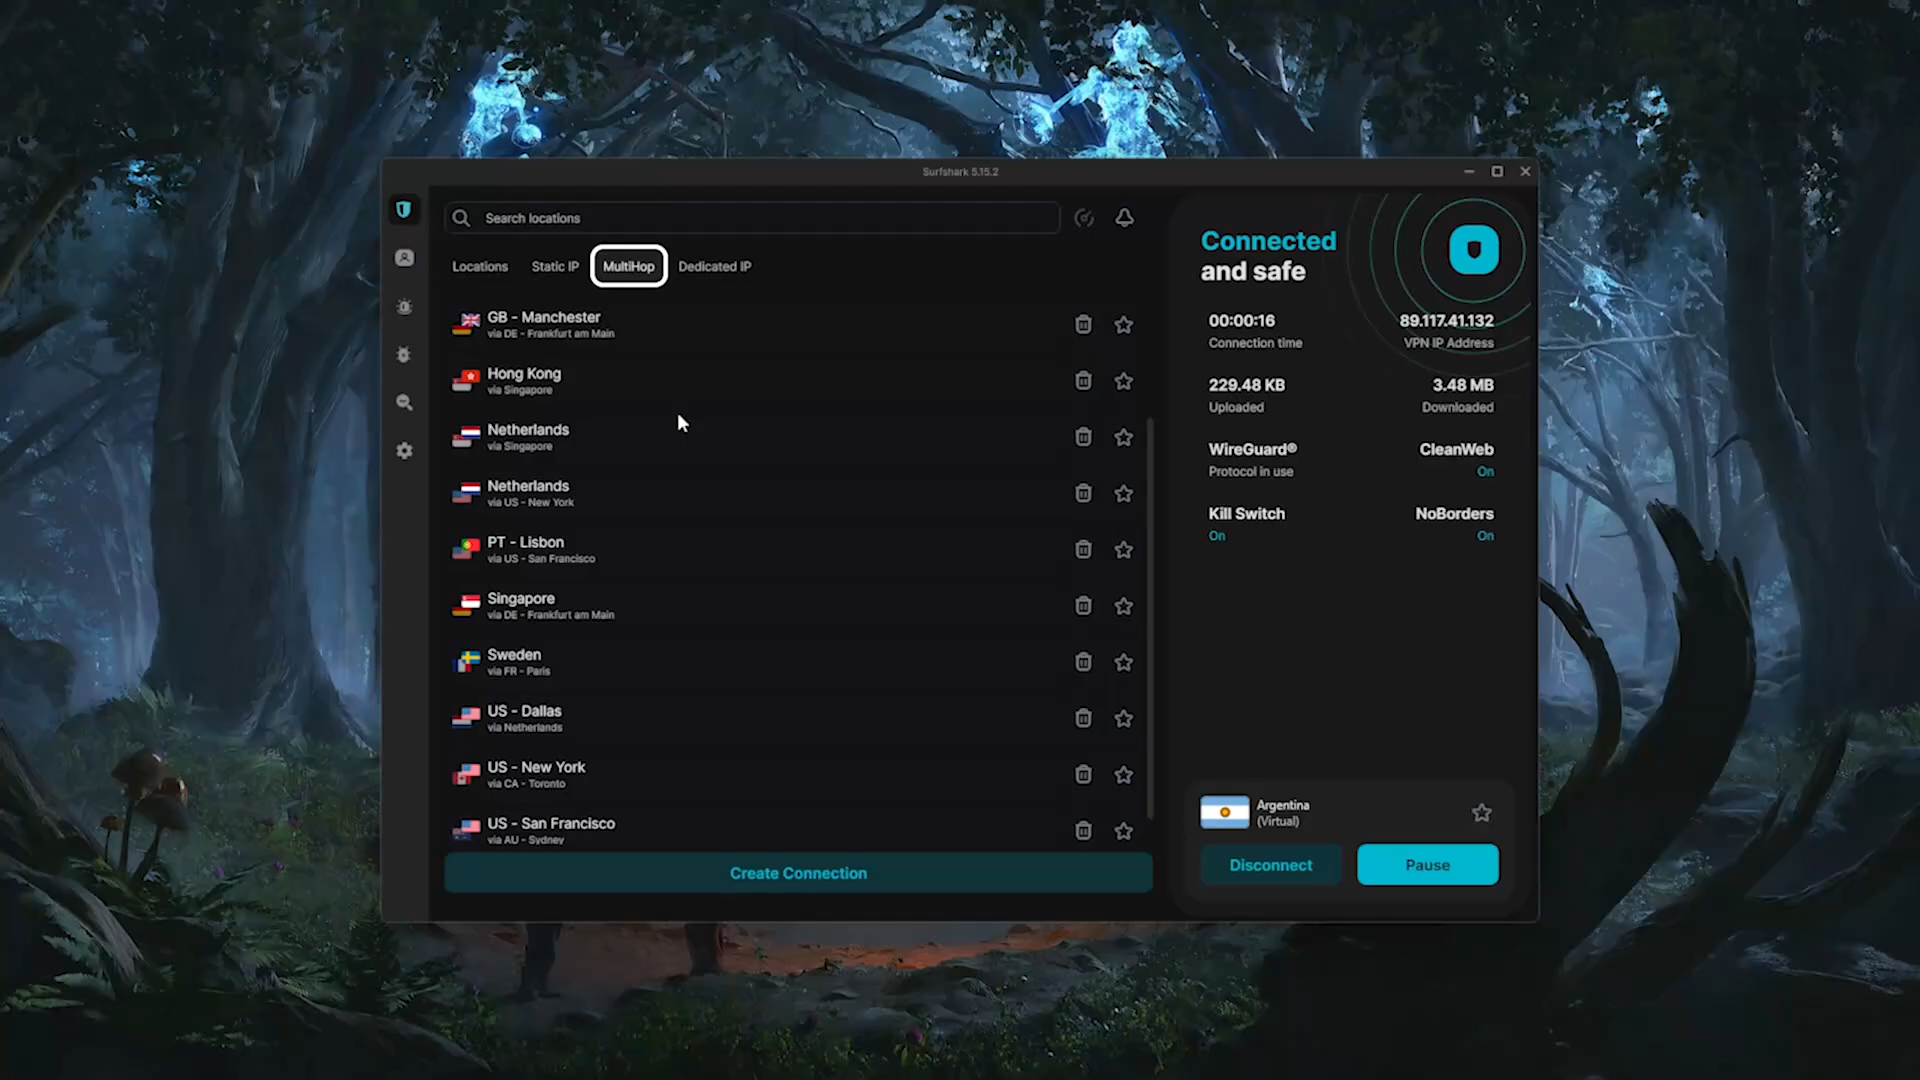 Surfshark 5.15.2
Search locations
Locations
Static IP
MultiHop
Dedicated IP
GB - Manchester
via DE - Frankfurt am Main
Hong Kong
via Singapore
Netherlands
via Singapore
Netherlands
via US - New York
PT - Lisbon
via US - San Francisco
Singapore
via DE - Frankfurt am Main
Sweden
via FR - Paris
US - Dallas
via Netherlands
US - New York
via CA - Toronto
US - San Francisco
via AU - Sydney
Create Connection
Connected
and safe
00:00:16
Connection time
89.117.41.132
VPN IP Address
229.48 KB
Uploaded
3.48 MB
Downloaded
WireGuard®
Protocol in use
CleanWeb
On
Kill Switch
On
NoBorders
On
Argentina
(Virtual)
Disconnect
Pause